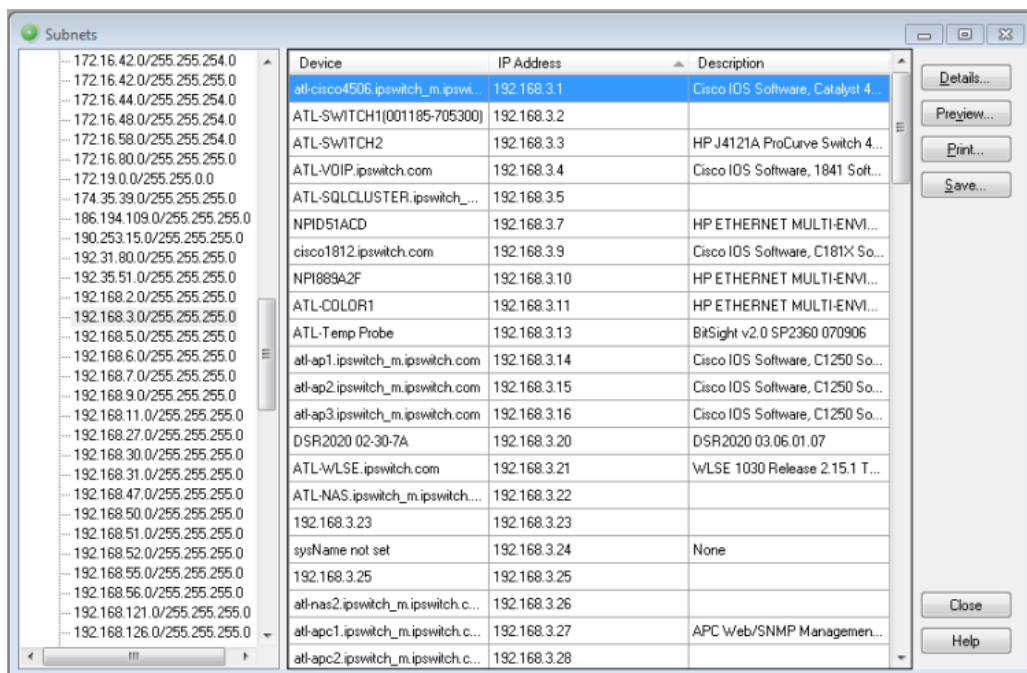 Subnets
172.16.42.0/255.255.254.0
172.16.42.0/255.255.255.0
172.16.44.0/255.255.254.0
172.16.48.0/255.255.255.0
172.16.58.0/255.255.254.0
172.16.80.0/255.255.255.0
172.19.0.0/255.255.0.0
174.35.39.0/255.255.255.0
186.194.109.0/255.255.255.0
190.253.15.0/255.255.255.0
192.31.80.0/255.255.255.0
192.35.51.0/255.255.255.0
192.168.2.0/255.255.255.0
192.168.3.0/255.255.255.0
192.168.5.0/255.255.255.0
192.168.6.0/255.255.255.0
192.168.7.0/255.255.255.0
192.168.9.0/255.255.255.0
192.168.11.0/255.255.255.0
192.168.27.0/255.255.255.0
192.168.30.0/255.255.255.0
192.168.31.0/255.255.255.0
192.168.47.0/255.255.255.0
192.168.50.0/255.255.255.0
192.168.51.0/255.255.255.0
192.168.52.0/255.255.255.0
192.168.55.0/255.255.255.0
192.168.56.0/255.255.255.0
192.168.121.0/255.255.255.0
192.168.126.0/255.255.255.0
Device IP Address Description
atl-cisco4506.ipswitch_m.ipswi... 192.168.3.1 Cisco IOS Software, Catalyst 4...
ATL-SWITCH1(001185-705300) 192.168.3.2
ATL-SWITCH2 192.168.3.3 HP J4121A ProCurve Switch 4...
ATL-VOIP.ipswitch.com 192.168.3.4 Cisco IOS Software, 1841 Soft...
ATL-SQLCLUSTER.ipswitch_... 192.168.3.5
NPID51ACD 192.168.3.7 HP ETHERNET MULTI-ENVI...
cisco1812.ipswitch.com 192.168.3.9 Cisco IOS Software, C181X So...
NPI889A2F 192.168.3.10 HP ETHERNET MULTI-ENVI...
ATL-COLOR1 192.168.3.11 HP ETHERNET MULTI-ENVI...
ATL-Temp Probe 192.168.3.13 BitSight v2.0 SP2360 070906
atl-ap1.ipswitch_m.ipswitch.com 192.168.3.14 Cisco IOS Software, C1250 So...
atl-ap2.ipswitch_m.ipswitch.com 192.168.3.15 Cisco IOS Software, C1250 So...
atl-ap3.ipswitch_m.ipswitch.com 192.168.3.16 Cisco IOS Software, C1250 So...
DSR2020 02-30-7A 192.168.3.20 DSR2020 03.06.01.07
ATL-WLSE.ipswitch.com 192.168.3.21 WLSE 1030 Release 2.15.1 T...
ATL-NAS.ipswitch_m.ipswitch.... 192.168.3.22
192.168.3.23 192.168.3.23
sysName not set 192.168.3.24 None
192.168.3.25 192.168.3.25
atl-nas2.ipswitch_m.ipswitch.c... 192.168.3.26
atl-apc1.ipswitch_m.ipswitch.c... 192.168.3.27 APC Web/SNMP Managemen...
atl-apc2.ipswitch_m.ipswitch.c... 192.168.3.28
Details...
Preview...
Print...
Save...
Close
Help